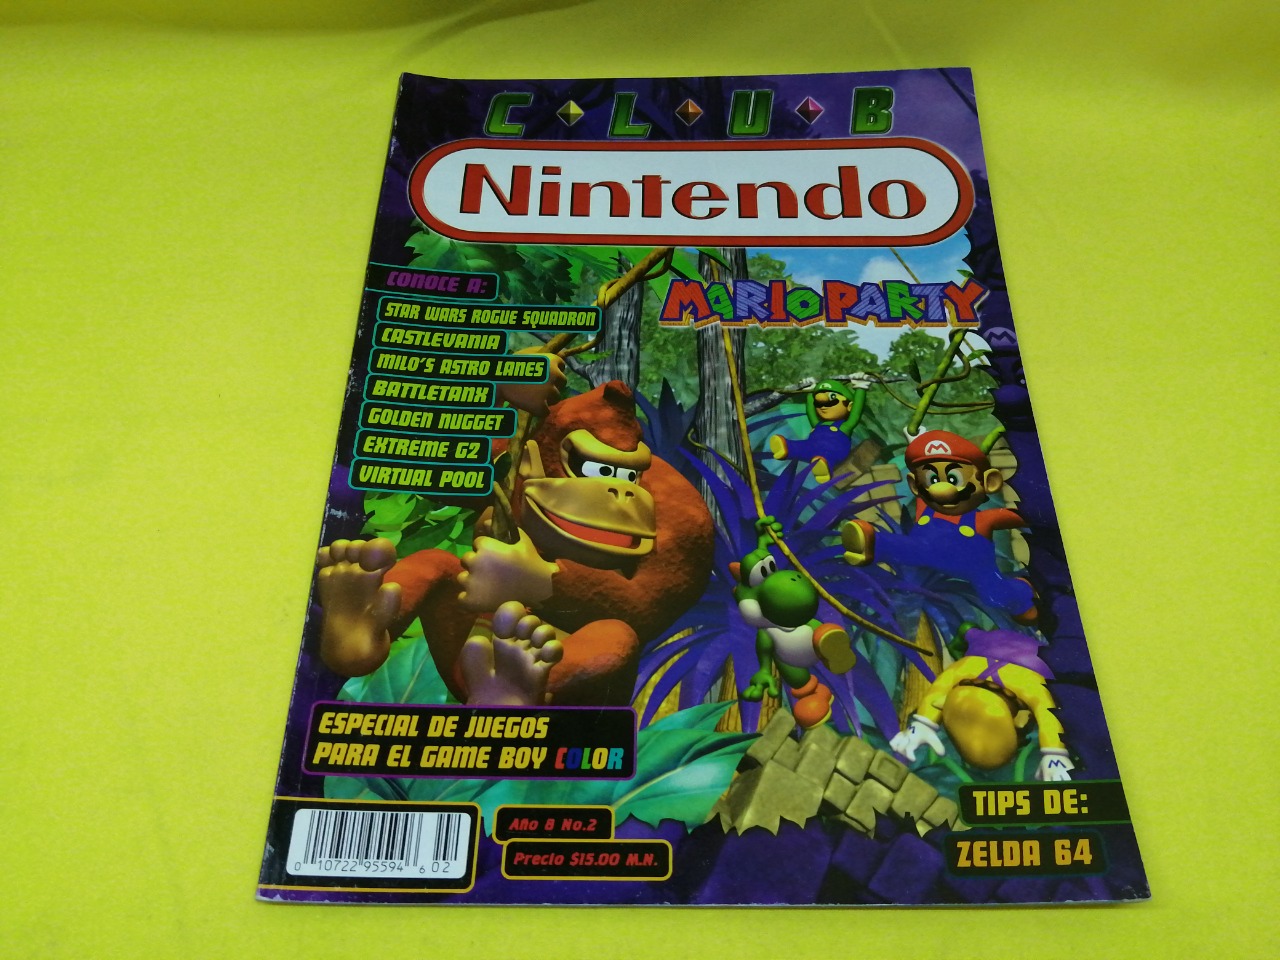 CLUB
Nintendo
CONOCE A:
MARIO PARTY
STAR WARS ROGUE SQUADRON
CASTLEVANIA
MILO'S ASTRO LANES
BATTLETANX
GOLDEN NUGGET
EXTREME G2
VIRTUAL POOL
M
ESPECIAL DE JUEGOS
PARA EL GAME BOY COLOR
TIPS DE:
ZELDA 64
Año 8 No.2
Precio $15.00 M.N.
0 10722 95594 6 02